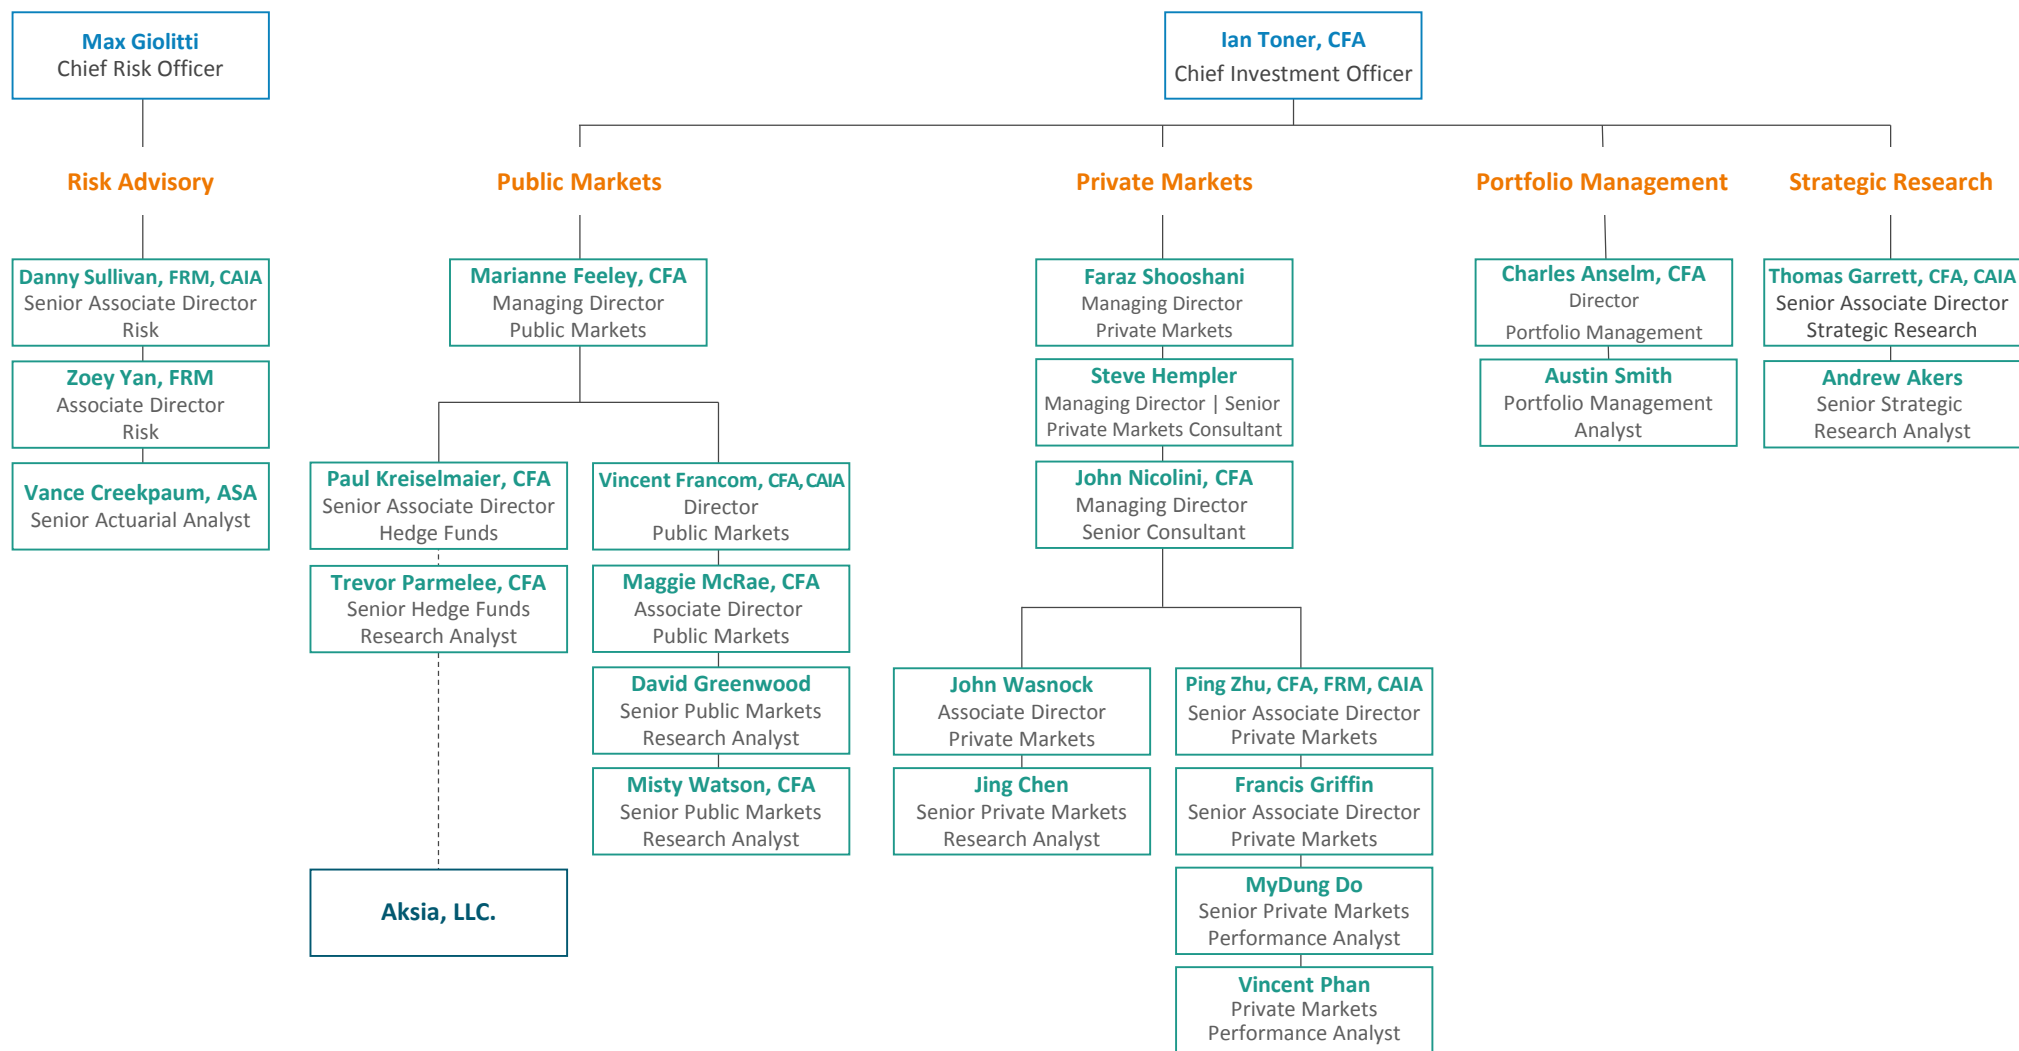 Max Giolitti
Chief Risk Officer
Ian Toner, CFA
Chief Investment Officer
Risk Advisory
Public Markets
Private Markets
Portfolio Management
Strategic Research
Danny Sullivan, FRM, CAIA
Senior Associate Director
Risk
Zoey Yan, FRM
Associate Director
Risk
Vance Creekpaum, ASA
Senior Actuarial Analyst
Marianne Feeley, CFA
Managing Director
Public Markets
Paul Kreiselmaier, CFA
Senior Associate Director
Hedge Funds
Trevor Parmelee, CFA
Senior Hedge Funds
Research Analyst
Aksia, LLC.
Vincent Francom, CFA, CAIA
Director
Public Markets
Maggie McRae, CFA
Associate Director
Public Markets
David Greenwood
Senior Public Markets
Research Analyst
Misty Watson, CFA
Senior Public Markets
Research Analyst
Faraz Shooshani
Managing Director
Private Markets
Steve Hempler
Managing Director | Senior
Private Markets Consultant
John Nicolini, CFA
Managing Director
Senior Consultant
John Wasnock
Associate Director
Private Markets
Jing Chen
Senior Private Markets
Research Analyst
Ping Zhu, CFA, FRM, CAIA
Senior Associate Director
Private Markets
Francis Griffin
Senior Associate Director
Private Markets
MyDung Do
Senior Private Markets
Performance Analyst
Vincent Phan
Private Markets
Performance Analyst
Charles Anselm, CFA
Director
Portfolio Management
Austin Smith
Portfolio Management
Analyst
Thomas Garrett, CFA, CAIA
Senior Associate Director
Strategic Research
Andrew Akers
Senior Strategic
Research Analyst